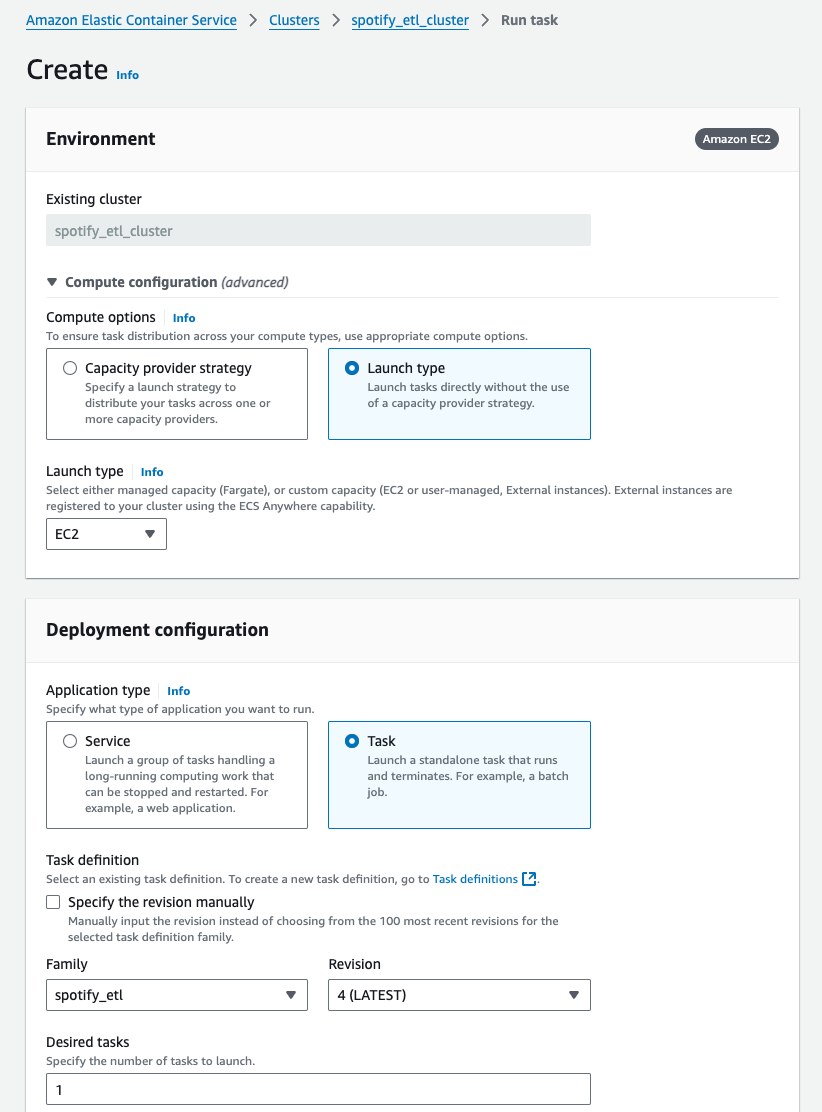 Amazon Elastic Container Service > Clusters > spotify_etl_cluster > Run task
Create Info
Environment
Amazon EC2
Existing cluster
spotify_etl_cluster
Compute configuration (advanced)
Compute options Info
To ensure task distribution across your compute types, use appropriate compute options.
Capacity provider strategy
Specify a launch strategy to
distribute your tasks across one or
more capacity providers.
Launch type
Launch tasks directly without the use
of a capacity provider strategy.
Launch type Info
Select either managed capacity (Fargate), or custom capacity (EC2 or user-managed, External instances). External instances are
registered to your cluster using the ECS Anywhere capability.
EC2
Deployment configuration
Application type Info
Specify what type of application you want to run.
Service
Launch a group of tasks handling a
long-running computing work that
can be stopped and restarted. For
example, a web application.
Task
Launch a standalone task that runs
and terminates. For example, a batch
job.
Task definition
Select an existing task definition. To create a new task definition, go to Task definitions.
Specify the revision manually
Manually input the revision instead of choosing from the 100 most recent revisions for the
selected task definition family.
Family
spotify_etl
Revision
4 (LATEST)
Desired tasks
Specify the number of tasks to launch.
1